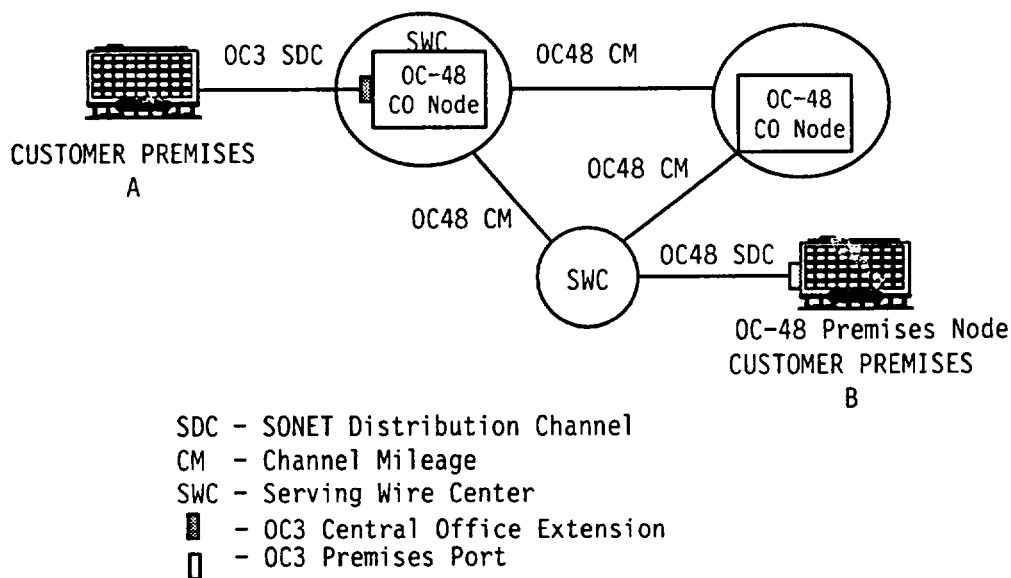 OC3 SDC
SWC
OC-48
CO Node
OC48 CM
OC-48
CO Node
CUSTOMER PREMISES
A
OC48 CM
OC48 CM
SWC
OC48 SDC
OC-48 Premises Node
CUSTOMER PREMISES
B
SDC - SONET Distribution Channel
CM - Channel Mileage
SWC - Serving Wire Center
- OC3 Central Office Extension
- OC3 Premises Port